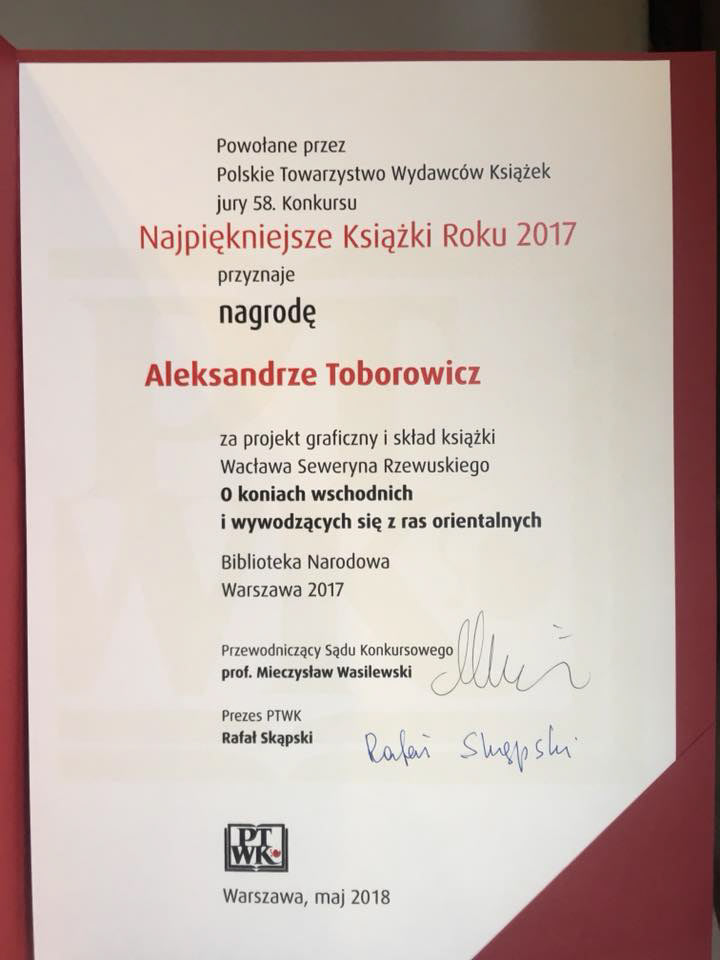 Powołane przez
Polskie Towarzystwo Wydawców Książek
jury 58. Konkursu
Najpiękniejsze Książki Roku 2017
przyznaje
nagrodę
Aleksandrze Toborowicz
za projekt graficzny i skład książki
Wacława Seweryna Rzewuskiego
O koniach wschodnich
i wywodzących się z ras orientalnych
Biblioteka Narodowa
Warszawa 2017
Przewodniczący Sądu Konkursowego
prof. Mieczysław Wasilewski
Prezes PTWK
Rafał Skąpski
Rafał Skąpski
PT
WK
Warszawa, maj 2018